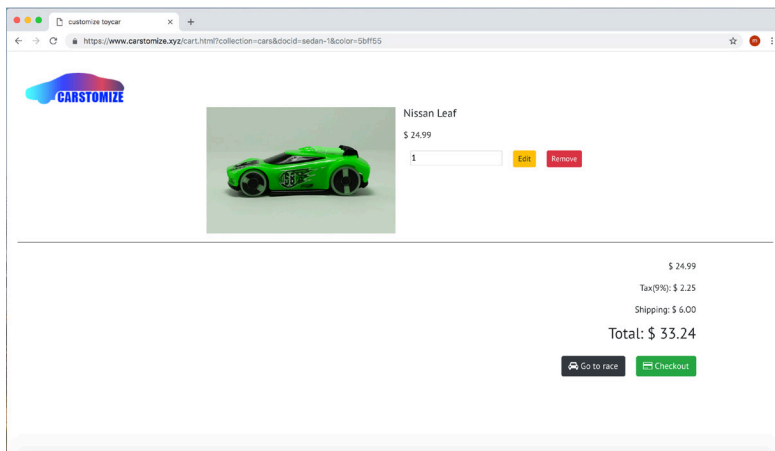 customize toycar
https://www.carstomize.xyz/cart.html?collection=cars&docid=sedan-1&color=5bff55
m
CARSTOMIZE
Nissan Leaf
$ 24.99
1
Edit
Remove
$ 24.99
Tax(9%): $ 2.25
Shipping: $ 6.00
Total: $ 33.24
Go to race
Checkout